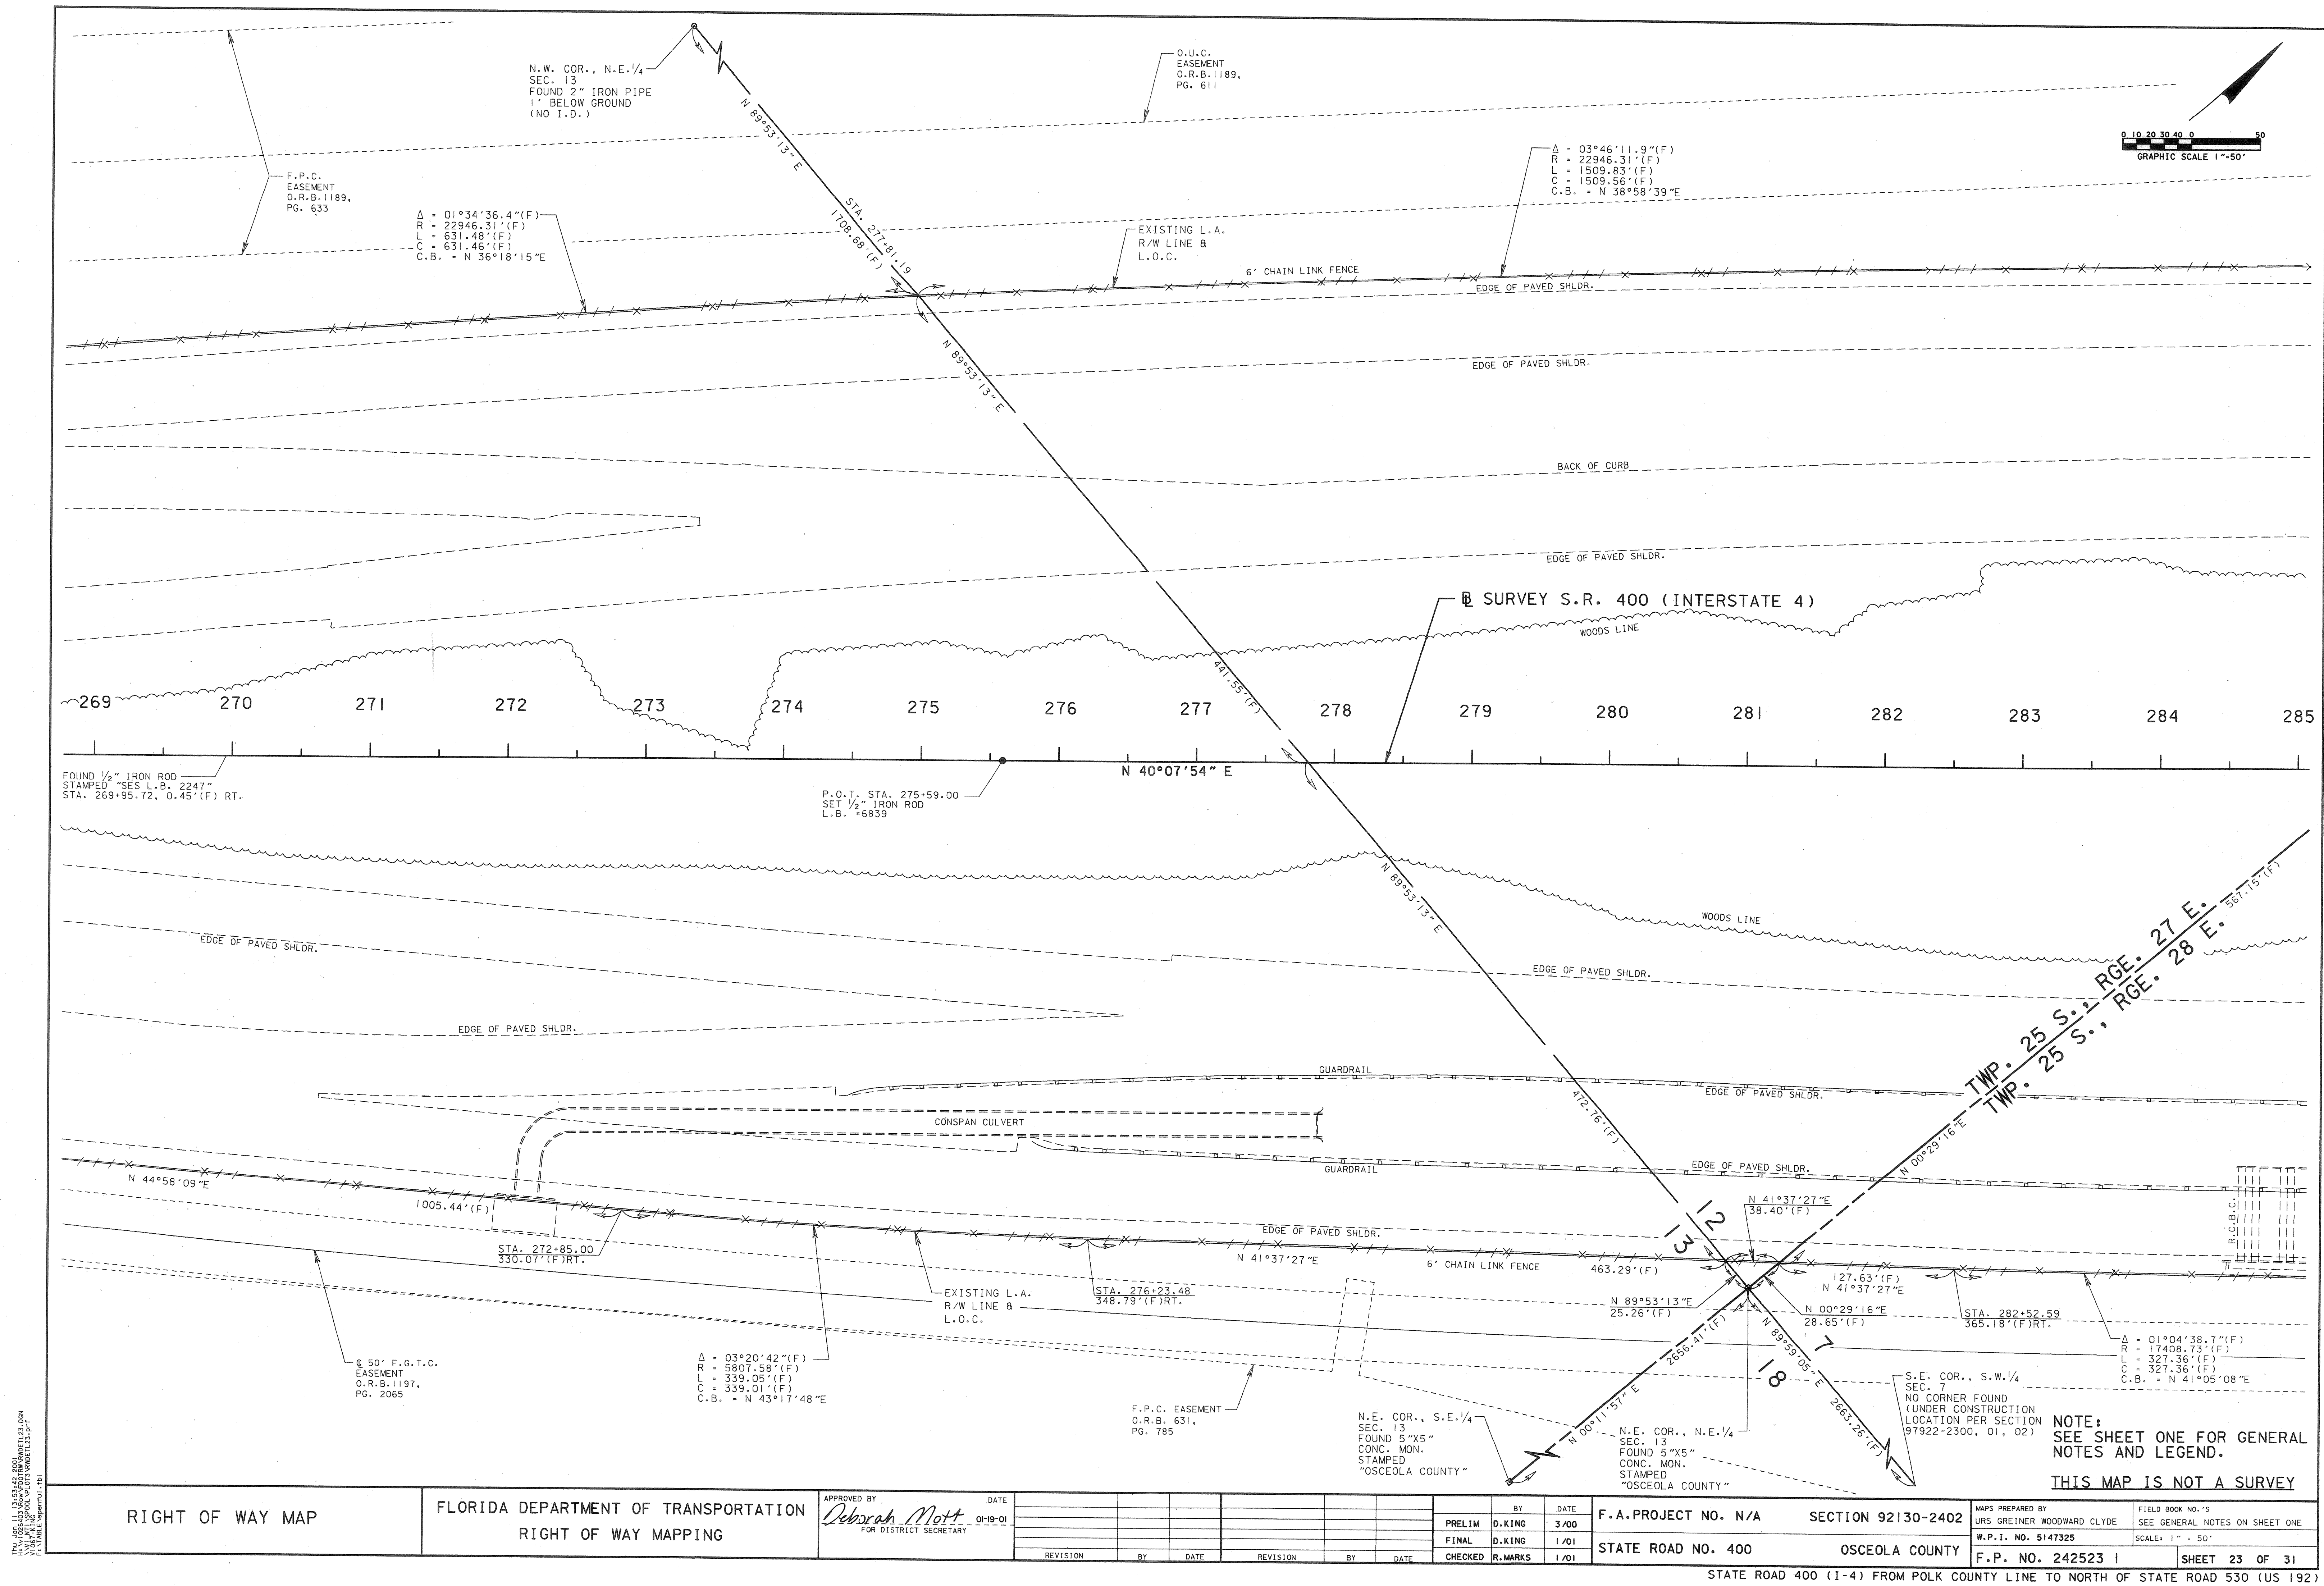 N.W. COR., N.E.¼
SEC. 13
FOUND 2" IRON PIPE
1' BELOW GROUND
(NO I.D.)
O.U.C.
EASEMENT
O.R.B.1189,
PG. 611
N 89°53'13" E
0 10 20 30 40 0 50
GRAPHIC SCALE 1"=50'
F.P.C.
EASEMENT
O.R.B.1189,
PG. 633
Δ = 01°34'36.4"(F)
R = 22946.31'(F)
L = 631.48'(F)
C = 631.46'(F)
C.B. = N 36°18'15"E
STA. 277+81.19
1708.68'(F)
Δ = 03°46'11.9"(F)
R = 22946.31'(F)
L = 1509.83'(F)
C = 1509.56'(F)
C.B. = N 38°58'39"E
EXISTING L.A.
R/W LINE &
L.O.C.
6' CHAIN LINK FENCE
EDGE OF PAVED SHLDR.
N 89°53'13" E
EDGE OF PAVED SHLDR.
BACK OF CURB
EDGE OF PAVED SHLDR.
BL SURVEY S.R. 400 (INTERSTATE 4)
WOODS LINE
441.55'(F)
269 270 271 272 273 274 275 276 277 278 279 280 281 282 283 284 285
N 40°07'54" E
FOUND ½" IRON ROD
STAMPED "SES L.B. 2247"
STA. 269+95.72, 0.45'(F) RT.
P.O.T. STA. 275+59.00
SET ½" IRON ROD
L.B. #6839
N 89°53'13" E
WOODS LINE
567.15'(F)
TWP. 25 S., RGE. 27 E.
TWP. 25 S., RGE. 28 E.
EDGE OF PAVED SHLDR.
EDGE OF PAVED SHLDR.
EDGE OF PAVED SHLDR.
GUARDRAIL
EDGE OF PAVED SHLDR.
472.76'(F)
CONSPAN CULVERT
N 00°29'16"E
GUARDRAIL
EDGE OF PAVED SHLDR.
N 44°58'09"E
1005.44'(F)
STA. 272+85.00
330.07'(F)RT.
EDGE OF PAVED SHLDR.
N 41°37'27"E
6' CHAIN LINK FENCE
463.29'(F)
12
13
N 41°37'27"E
38.40'(F)
R.C.B.C.
127.63'(F)
N 41°37'27"E
EXISTING L.A.
R/W LINE &
L.O.C.
STA. 276+23.48
348.79'(F)RT.
N 89°53'13"E
25.26'(F)
N 00°29'16"E
28.65'(F)
STA. 282+52.59
365.18'(F)RT.
7
18
2656.41'(F)
N 00°11'57" E
N 89°59'05" E
2663.26'(F)
Δ = 01°04'38.7"(F)
R = 17408.73'(F)
L = 327.36'(F)
C = 327.36'(F)
C.B. = N 41°05'08"E
℄ 50' F.G.T.C.
EASEMENT
O.R.B.1197,
PG. 2065
Δ = 03°20'42"(F)
R = 5807.58'(F)
L = 339.05'(F)
C = 339.01'(F)
C.B. = N 43°17'48"E
F.P.C. EASEMENT
O.R.B. 631,
PG. 785
N.E. COR., S.E.¼
SEC. 13
FOUND 5"X5"
CONC. MON.
STAMPED
"OSCEOLA COUNTY"
N.E. COR., N.E.¼
SEC. 13
FOUND 5"X5"
CONC. MON.
STAMPED
"OSCEOLA COUNTY"
S.E. COR., S.W.¼
SEC. 7
NO CORNER FOUND
(UNDER CONSTRUCTION
LOCATION PER SECTION
97922-2300, 01, 02)
NOTE:
SEE SHEET ONE FOR GENERAL
NOTES AND LEGEND.
THIS MAP IS NOT A SURVEY
RIGHT OF WAY MAP
FLORIDA DEPARTMENT OF TRANSPORTATION
RIGHT OF WAY MAPPING
APPROVED BY DATE
Deborah Mott 01-19-01
FOR DISTRICT SECRETARY
REVISION BY DATE REVISION BY DATE
BY DATE
PRELIM D.KING 3/00
FINAL D.KING 1/01
CHECKED R.MARKS 1/01
F.A.PROJECT NO. N/A SECTION 92130-2402
STATE ROAD NO. 400 OSCEOLA COUNTY
MAPS PREPARED BY
URS GREINER WOODWARD CLYDE
W.P.I. NO. 5147325
F.P. NO. 242523 1
FIELD BOOK NO.'S
SEE GENERAL NOTES ON SHEET ONE
SCALE: 1" = 50'
SHEET 23 OF 31
STATE ROAD 400 (I-4) FROM POLK COUNTY LINE TO NORTH OF STATE ROAD 530 (US 192)